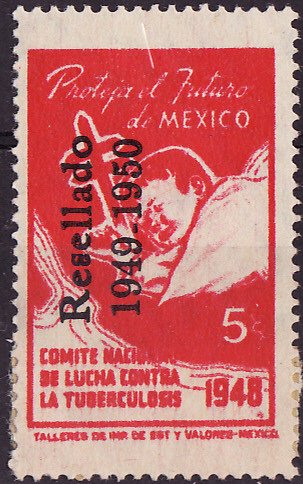 Proteja el Futuro
de MEXICO
Resellado
1949-1950
5¢
COMITE NACIONAL
DE LUCHA CONTRA
LA TUBERCULOSIS
1948
TALLERES DE IMP. DE EST. Y VALORES-MEXICO.